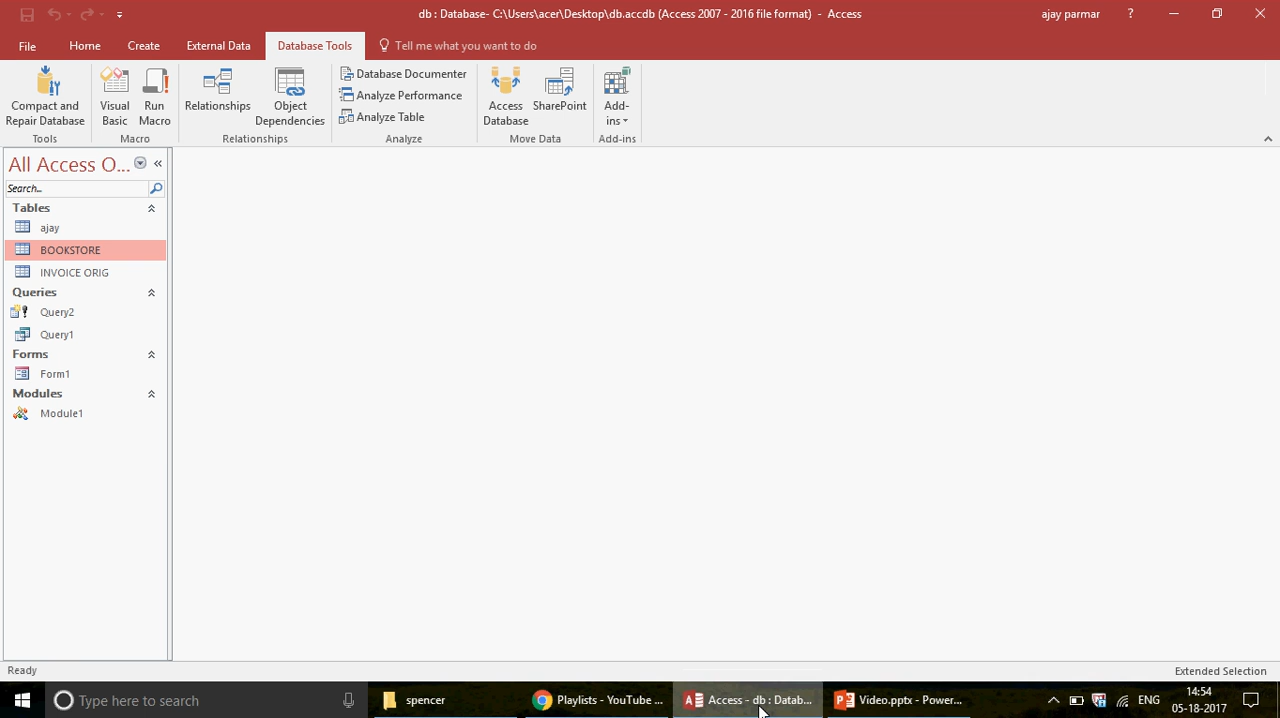 db : Database- C:\Users\acer\Desktop\db.accdb (Access 2007 - 2016 file format) - Access
ajay parmar
?
File
Home
Create
External Data
Database Tools
Tell me what you want to do
Compact and Repair Database
Visual Basic
Run Macro
Relationships
Object Dependencies
Database Documenter
Analyze Performance
Analyze Table
Access Database
SharePoint
Add-ins
Tools
Macro
Relationships
Analyze
Move Data
Add-ins
All Access O...
Search...
Tables
ajay
BOOKSTORE
INVOICE ORIG
Queries
Query2
Query1
Forms
Form1
Modules
Module1
Ready
Extended Selection
Type here to search
spencer
Playlists - YouTube ...
Access - db : Datab...
Video.pptx - Power...
ENG
14:54
05-18-2017